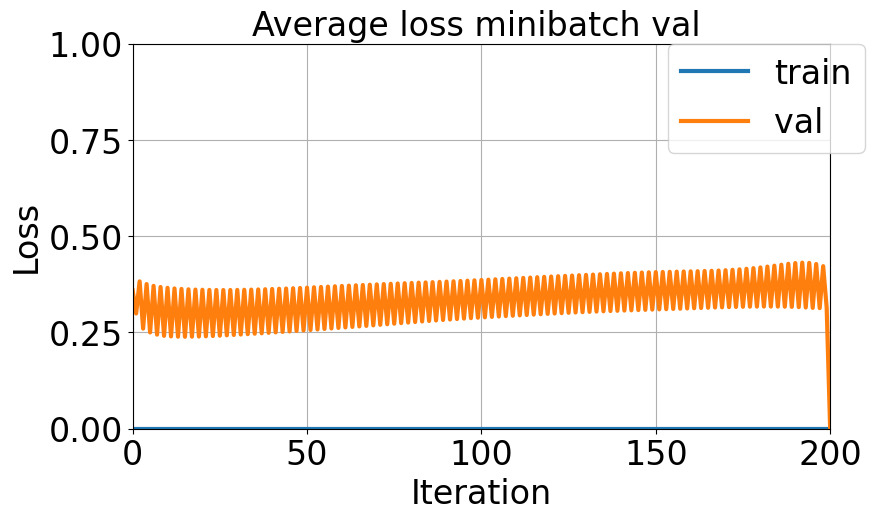 Average loss minibatch val
train
val
1.00
0.75
0.50
0.25
0.00
Loss
0 50 100 150 200
Iteration